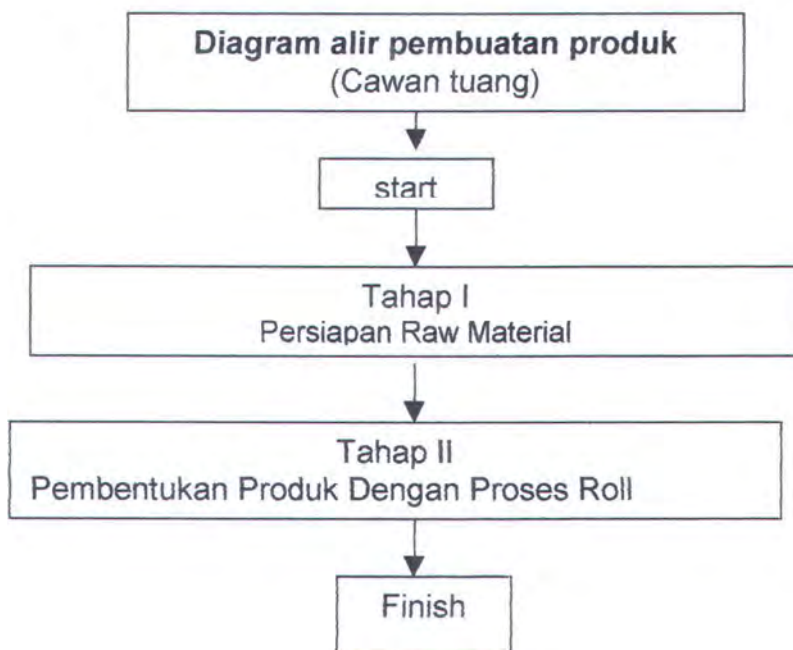 Diagram alir pembuatan produk
(Cawan tuang)
start
Tahap I
Persiapan Raw Material
Tahap II
Pembentukan Produk Dengan Proses Roll
Finish